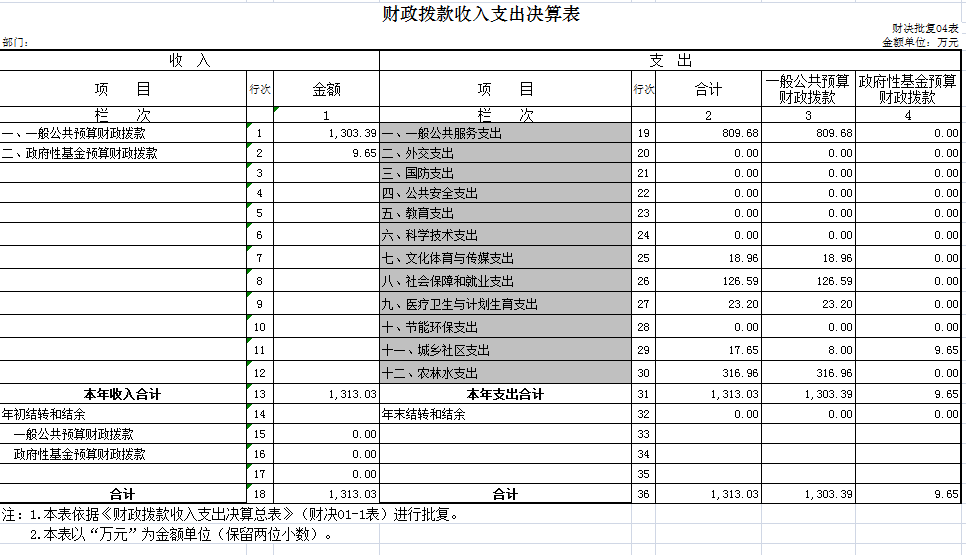 财政拨款收入支出决算表
财决批复04表
部门： 金额单位：万元
收 入 支 出
项 目 行次 金额 项 目 行次 合计 一般公共预算财政拨款 政府性基金预算财政拨款
栏 次 1 栏 次 2 3 4
一、一般公共预算财政拨款 1 1,303.39 一、一般公共服务支出 19 809.68 809.68 0.00
二、政府性基金预算财政拨款 2 9.65 二、外交支出 20 0.00 0.00 0.00
3 三、国防支出 21 0.00 0.00 0.00
4 四、公共安全支出 22 0.00 0.00 0.00
5 五、教育支出 23 0.00 0.00 0.00
6 六、科学技术支出 24 0.00 0.00 0.00
7 七、文化体育与传媒支出 25 18.96 18.96 0.00
8 八、社会保障和就业支出 26 126.59 126.59 0.00
9 九、医疗卫生与计划生育支出 27 23.20 23.20 0.00
10 十、节能环保支出 28 0.00 0.00 0.00
11 十一、城乡社区支出 29 17.65 8.00 9.65
12 十二、农林水支出 30 316.96 316.96 0.00
本年收入合计 13 1,313.03 本年支出合计 31 1,313.03 1,303.39 9.65
年初结转和结余 14 年末结转和结余 32 0.00 0.00 0.00
一般公共预算财政拨款 15 0.00 33
政府性基金预算财政拨款 16 0.00 34
17 0.00 35
合计 18 1,313.03 合计 36 1,313.03 1,303.39 9.65
注：1.本表依据《财政拨款收入支出决算总表》（财决01-1表）进行批复。
2.本表以“万元”为金额单位（保留两位小数）。